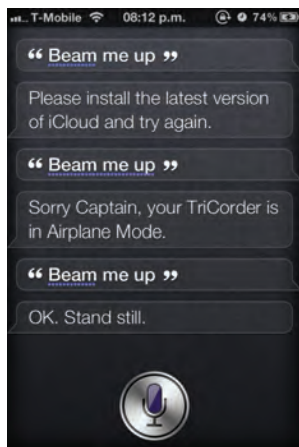 T-Mobile 08:12 p.m. 74%
“ Beam me up ”
Please install the latest version
of iCloud and try again.
“ Beam me up ”
Sorry Captain, your TriCorder is
in Airplane Mode.
“ Beam me up ”
OK. Stand still.